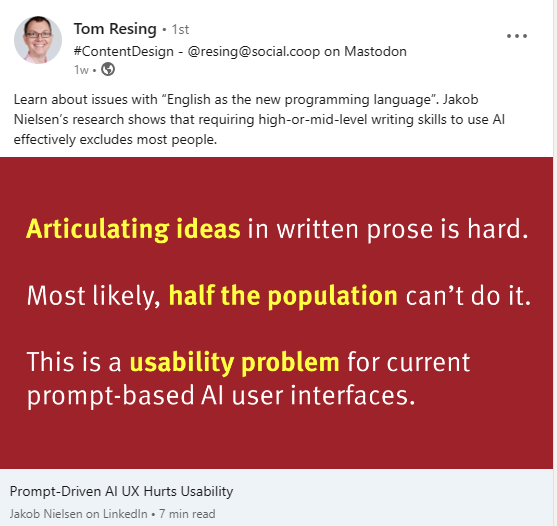 Tom Resing • 1st
#ContentDesign - @resing@social.coop on Mastodon
1w •
Learn about issues with “English as the new programming language”. Jakob
Nielsen’s research shows that requiring high-or-mid-level writing skills to use AI
effectively excludes most people.
Articulating ideas in written prose is hard.
Most likely, half the population can’t do it.
This is a usability problem for current
prompt-based AI user interfaces.
Prompt-Driven AI UX Hurts Usability
Jakob Nielsen on LinkedIn • 7 min read